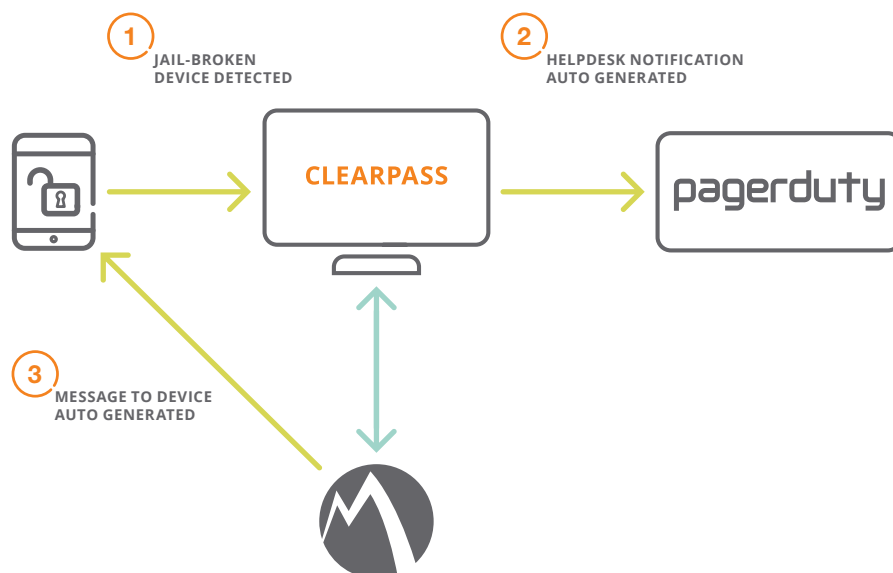 1
JAIL-BROKEN
DEVICE DETECTED
2
HELPDESK NOTIFICATION
AUTO GENERATED
CLEARPASS
pagerduty
3
MESSAGE TO DEVICE
AUTO GENERATED